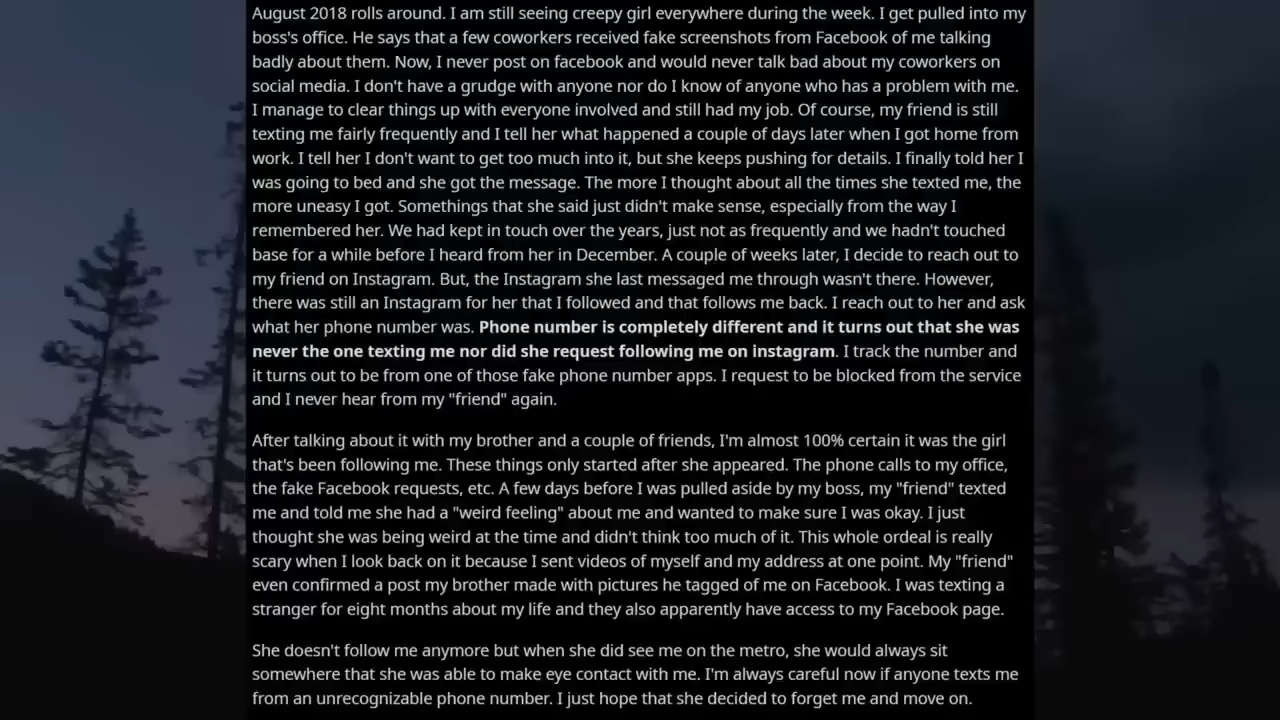 August 2018 rolls around. I am still seeing creepy girl everywhere during the week. I get pulled into my
boss's office. He says that a few coworkers received fake screenshots from Facebook of me talking
badly about them. Now, I never post on facebook and would never talk bad about my coworkers on
social media. I don't have a grudge with anyone nor do I know of anyone who has a problem with me.
I manage to clear things up with everyone involved and still had my job. Of course, my friend is still
texting me fairly frequently and I tell her what happened a couple of days later when I got home from
work. I tell her I don't want to get too much into it, but she keeps pushing for details. I finally told her I
was going to bed and she got the message. The more I thought about all the times she texted me, the
more uneasy I got. Somethings that she said just didn't make sense, especially from the way I
remembered her. We had kept in touch over the years, just not as frequently and we hadn't touched
base for a while before I heard from her in December. A couple of weeks later, I decide to reach out to
my friend on Instagram. But, the Instagram she last messaged me through wasn't there. However,
there was still an Instagram for her that I followed and that follows me back. I reach out to her and ask
what her phone number was. Phone number is completely different and it turns out that she was
never the one texting me nor did she request following me on instagram. I track the number and
it turns out to be from one of those fake phone number apps. I request to be blocked from the service
and I never hear from my "friend" again.
After talking about it with my brother and a couple of friends, I'm almost 100% certain it was the girl
that's been following me. These things only started after she appeared. The phone calls to my office,
the fake Facebook requests, etc. A few days before I was pulled aside by my boss, my "friend" texted
me and told me she had a "weird feeling" about me and wanted to make sure I was okay. I just
thought she was being weird at the time and didn't think too much of it. This whole ordeal is really
scary when I look back on it because I sent videos of myself and my address at one point. My "friend"
even confirmed a post my brother made with pictures he tagged of me on Facebook. I was texting a
stranger for eight months about my life and they also apparently have access to my Facebook page.
She doesn't follow me anymore but when she did see me on the metro, she would always sit
somewhere that she was able to make eye contact with me. I'm always careful now if anyone texts me
from an unrecognizable phone number. I just hope that she decided to forget me and move on.